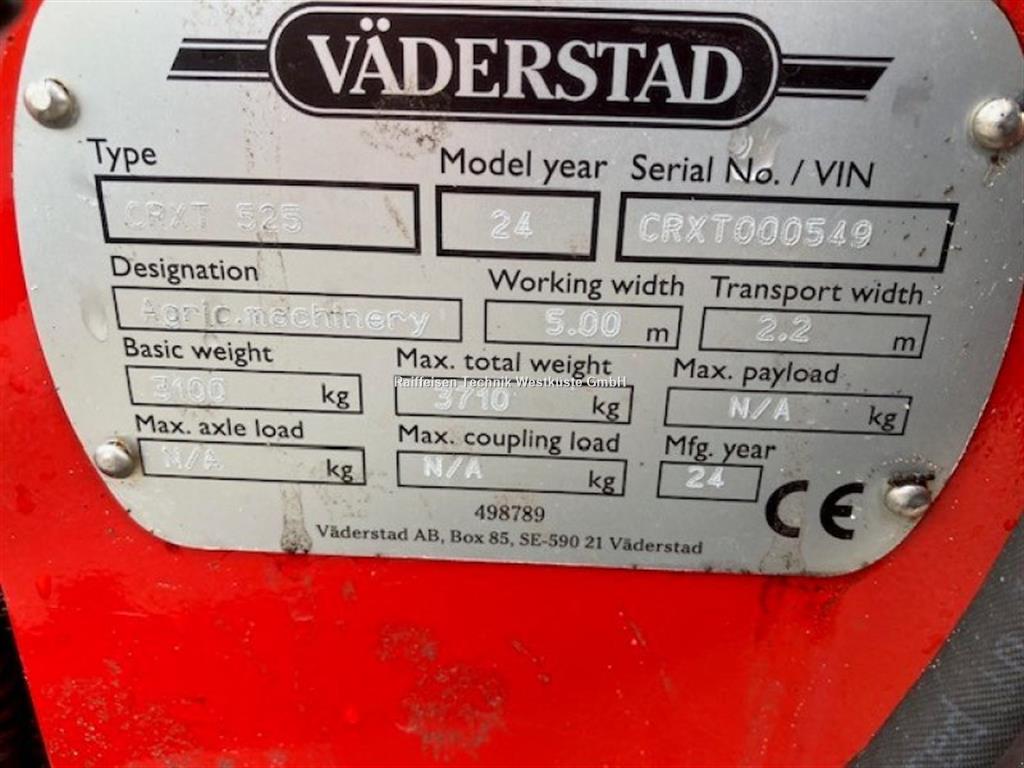 VÄDERSTAD
Type Model year Serial No. / VIN
CRXT 525 24 CRXT000549
Designation Working width Transport width
Agric.machinery 5.00 m 2.2 m
Basic weight Max. total weight Max. payload
3100 kg 3710 kg N/A kg
Raiffeisen Technik Westküste GmbH
Max. axle load Max. coupling load Mfg. year
N/A kg N/A kg 24
CE
498789
Väderstad AB, Box 85, SE-590 21 Väderstad